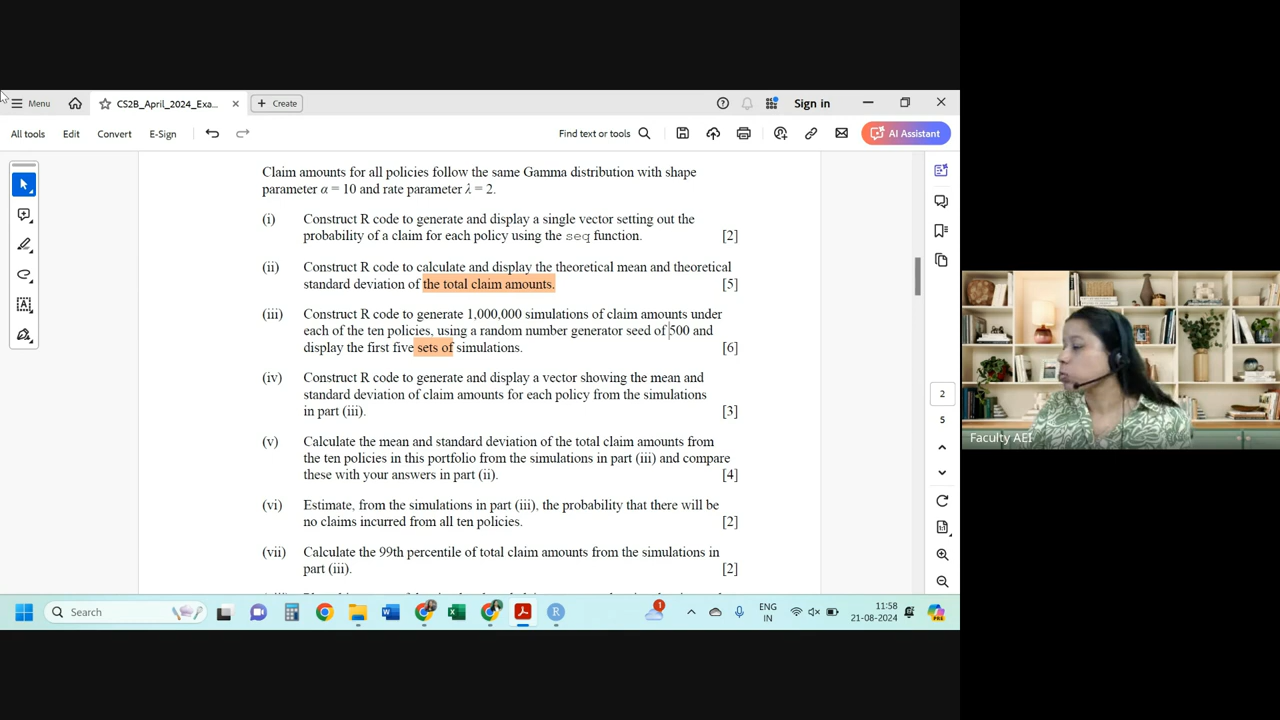 Menu
CS2B_April_2024_Exa...
Create
Sign in
All tools
Edit
Convert
E-Sign
Find text or tools
AI Assistant
Claim amounts for all policies follow the same Gamma distribution with shape
parameter α = 10 and rate parameter λ = 2.
(i) Construct R code to generate and display a single vector setting out the
probability of a claim for each policy using the seq function. [2]
(ii) Construct R code to calculate and display the theoretical mean and theoretical
standard deviation of the total claim amounts. [5]
(iii) Construct R code to generate 1,000,000 simulations of claim amounts under
each of the ten policies, using a random number generator seed of 500 and
display the first five sets of simulations. [6]
(iv) Construct R code to generate and display a vector showing the mean and
standard deviation of claim amounts for each policy from the simulations
in part (iii). [3]
(v) Calculate the mean and standard deviation of the total claim amounts from
the ten policies in this portfolio from the simulations in part (iii) and compare
these with your answers in part (ii). [4]
(vi) Estimate, from the simulations in part (iii), the probability that there will be
no claims incurred from all ten policies. [2]
(vii) Calculate the 99th percentile of total claim amounts from the simulations in
part (iii). [2]
2
5
Faculty AEI
Search
1
ENG
IN
11:58
21-08-2024